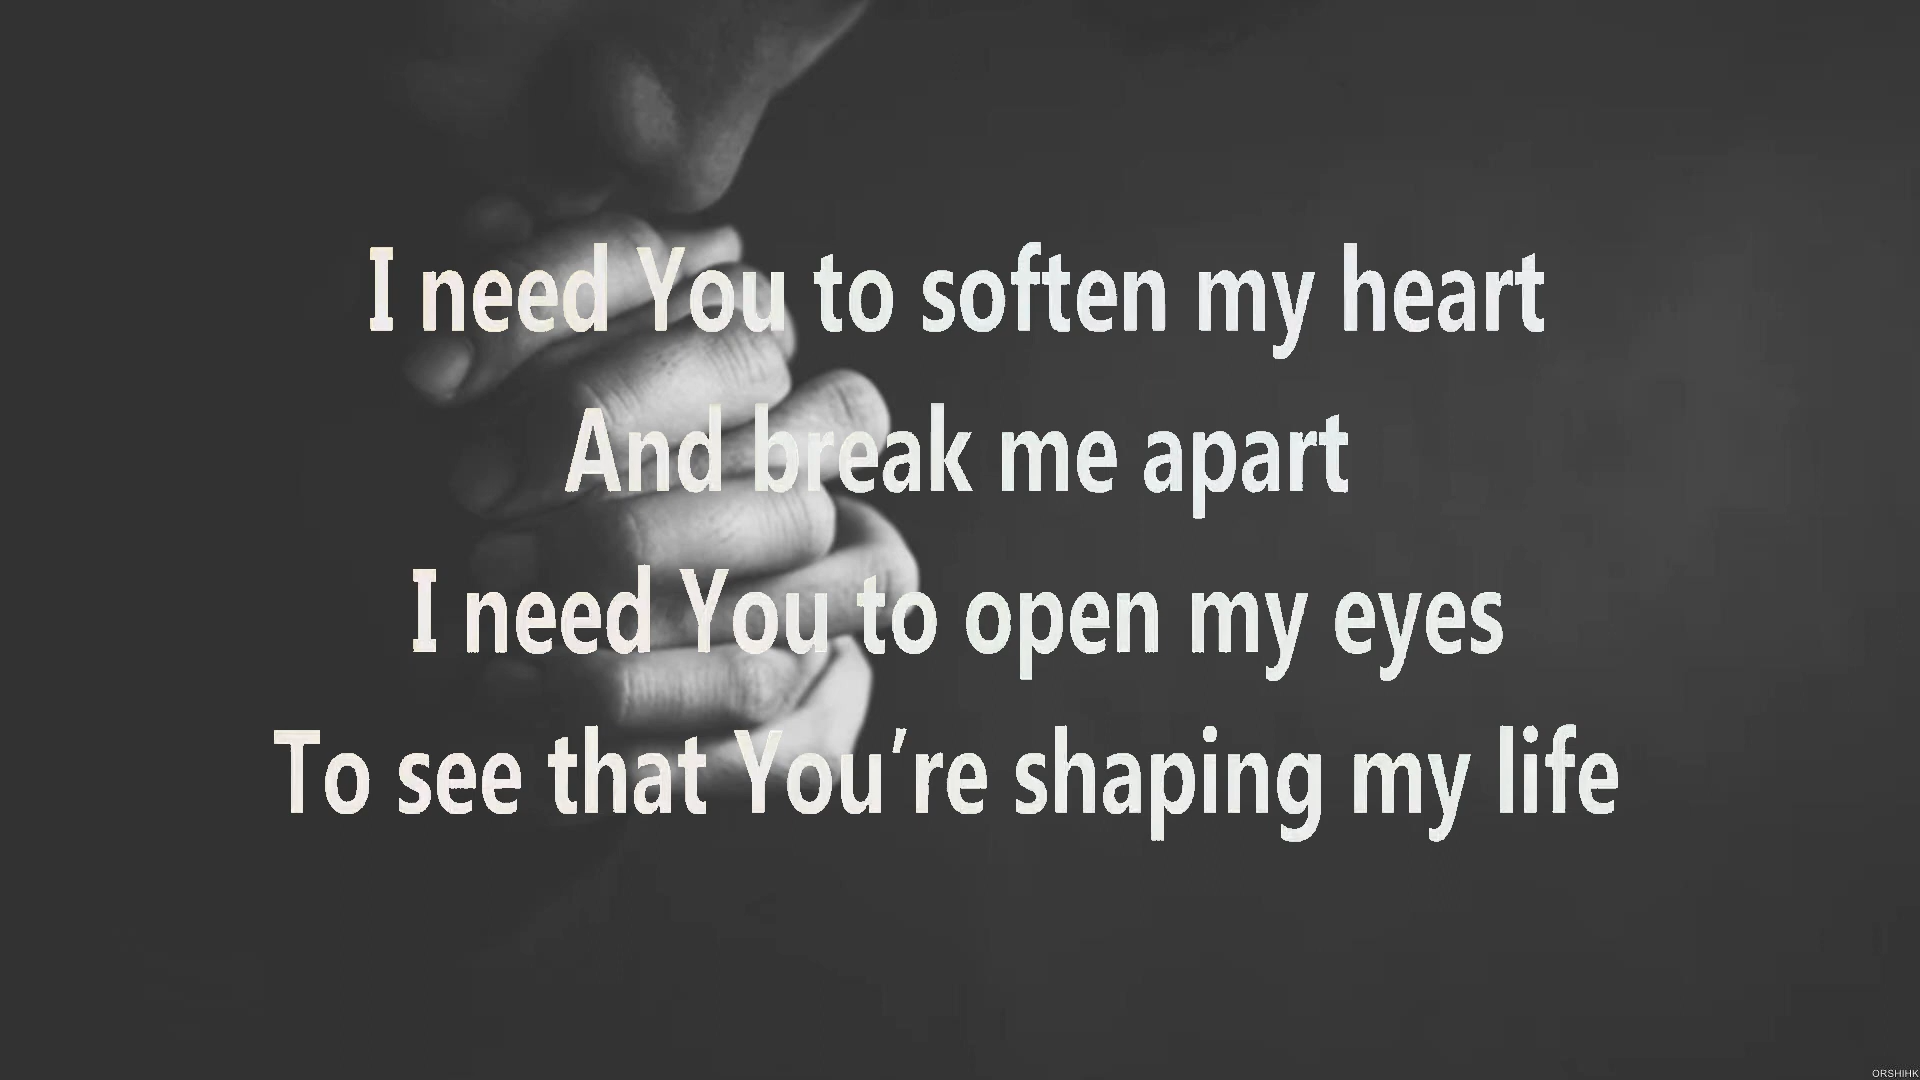 I need You to soften my heart
And break me apart
I need You to open my eyes
To see that You're shaping my life
ORSHIHK